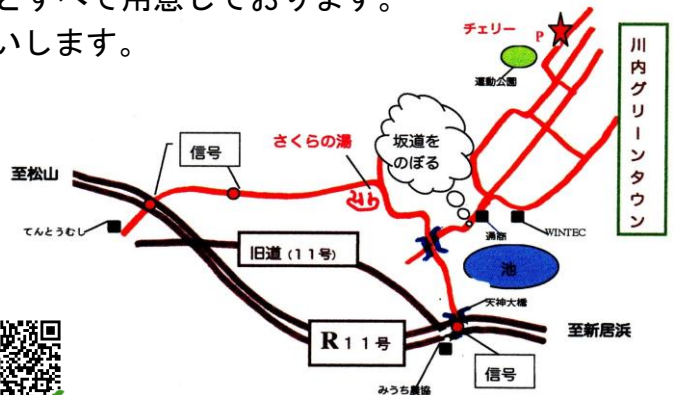 とすべて用意しております。
いします。
チェリー
P
運動公園
川内グリーンタウン
坂道を
のぼる
さくらの湯
信号
至松山
てんとうむし
旧道（11号）
WINTEC
池
天神大橋
R11号
至新居浜
信号
みうち農協